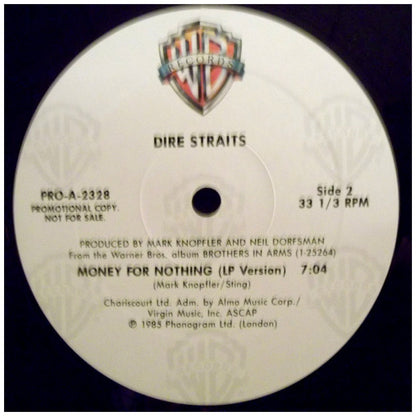 WB
RECORDS
DIRE STRAITS
PRO-A-2328
PROMOTIONAL COPY.
NOT FOR SALE.
Side 2
33 1/3 RPM
PRODUCED BY MARK KNOPFLER AND NEIL DORFSMAN
From the Warner Bros. album BROTHERS IN ARMS (1-25264)
MONEY FOR NOTHING (LP Version) 7:04
(Mark Knopfler/Sting)
Chariscourt Ltd. Adm. by Almo Music Corp./
Virgin Music, Inc. ASCAP
℗ 1985 Phonogram Ltd. (London)